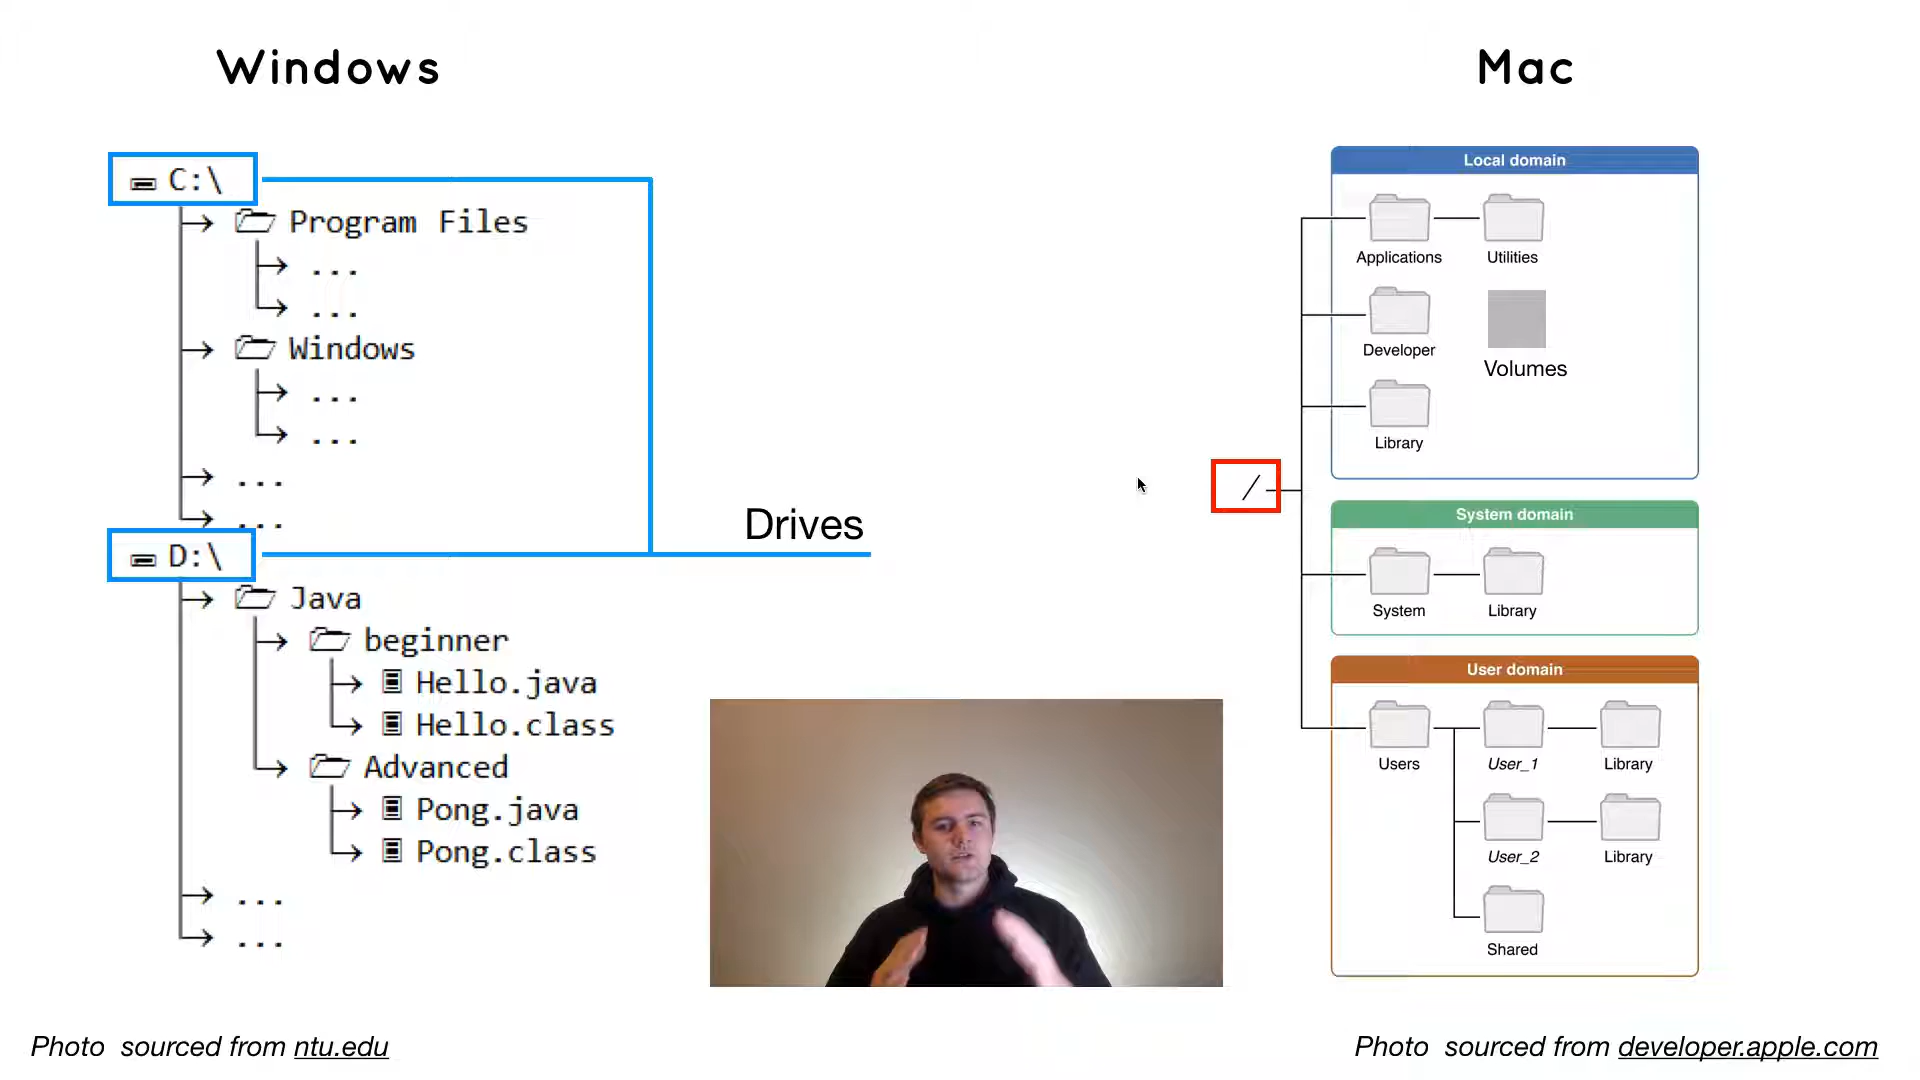 Windows
C:\
Program Files
...
...
Windows
...
...
...
...
D:\
Java
beginner
Hello.java
Hello.class
Advanced
Pong.java
Pong.class
...
...
Drives
Photo sourced from ntu.edu
Mac
/
Local domain
Applications
Utilities
Developer
Volumes
Library
System domain
System
Library
User domain
Users
User_1
Library
User_2
Library
Shared
Photo sourced from developer.apple.com